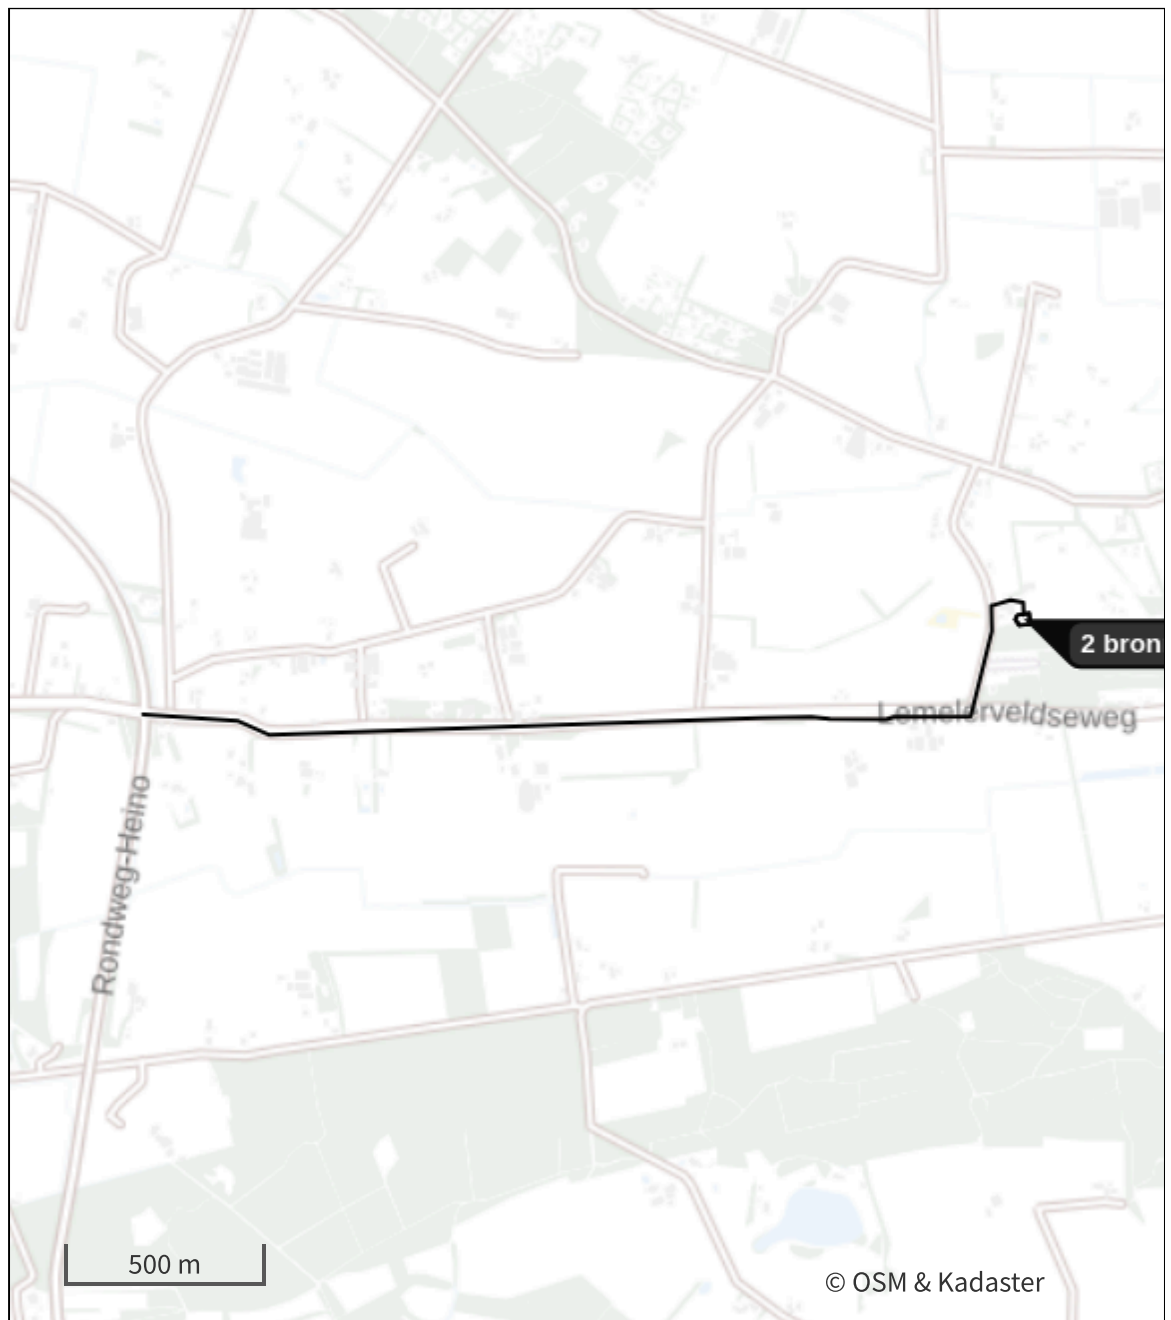 2 bron
Lemelerveldseweg
Rondweg-Heino
500 m
© OSM & Kadaster